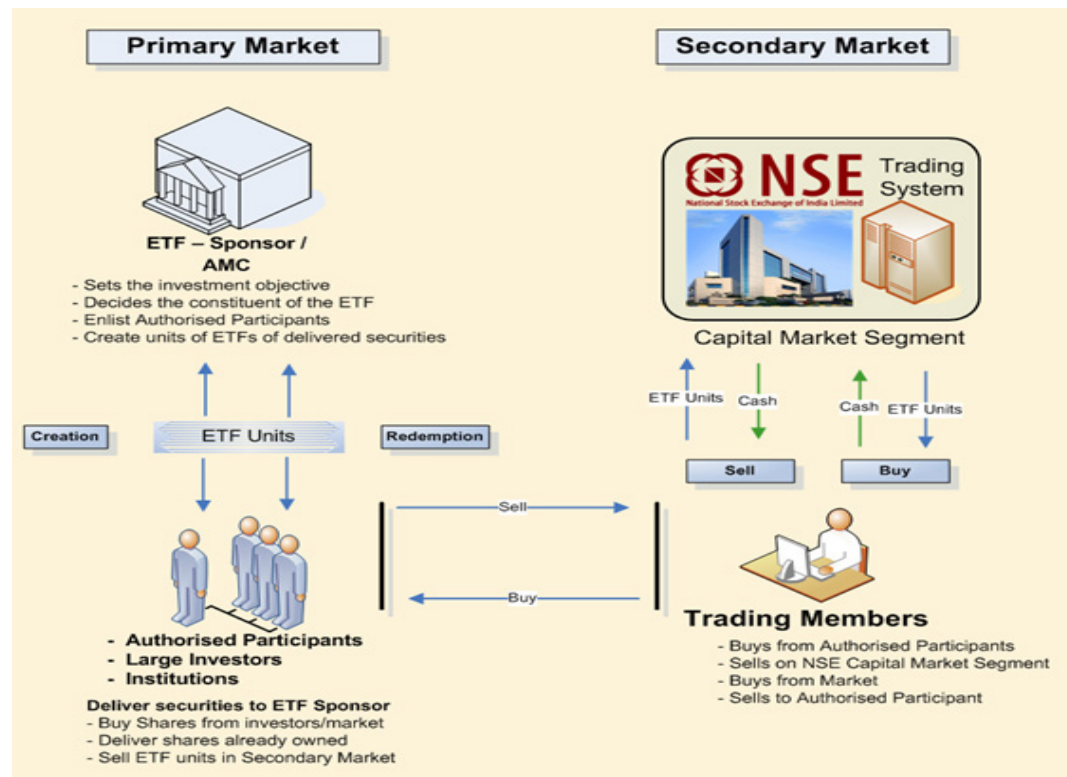 Primary Market
Secondary Market
ETF – Sponsor /
AMC
- Sets the investment objective
- Decides the constituent of the ETF
- Enlist Authorised Participants
- Create units of ETFs of delivered securities
NSE
National Stock Exchange of India Limited
Trading
System
Capital Market Segment
ETF Units
Cash
Cash
ETF Units
Creation
ETF Units
Redemption
Sell
Buy
Sell
Buy
- Authorised Participants
- Large Investors
- Institutions
Deliver securities to ETF Sponsor
- Buy Shares from investors/market
- Deliver shares already owned
- Sell ETF units in Secondary Market
Trading Members
- Buys from Authorised Participants
- Sells on NSE Capital Market Segment
- Buys from Market
- Sells to Authorised Participant